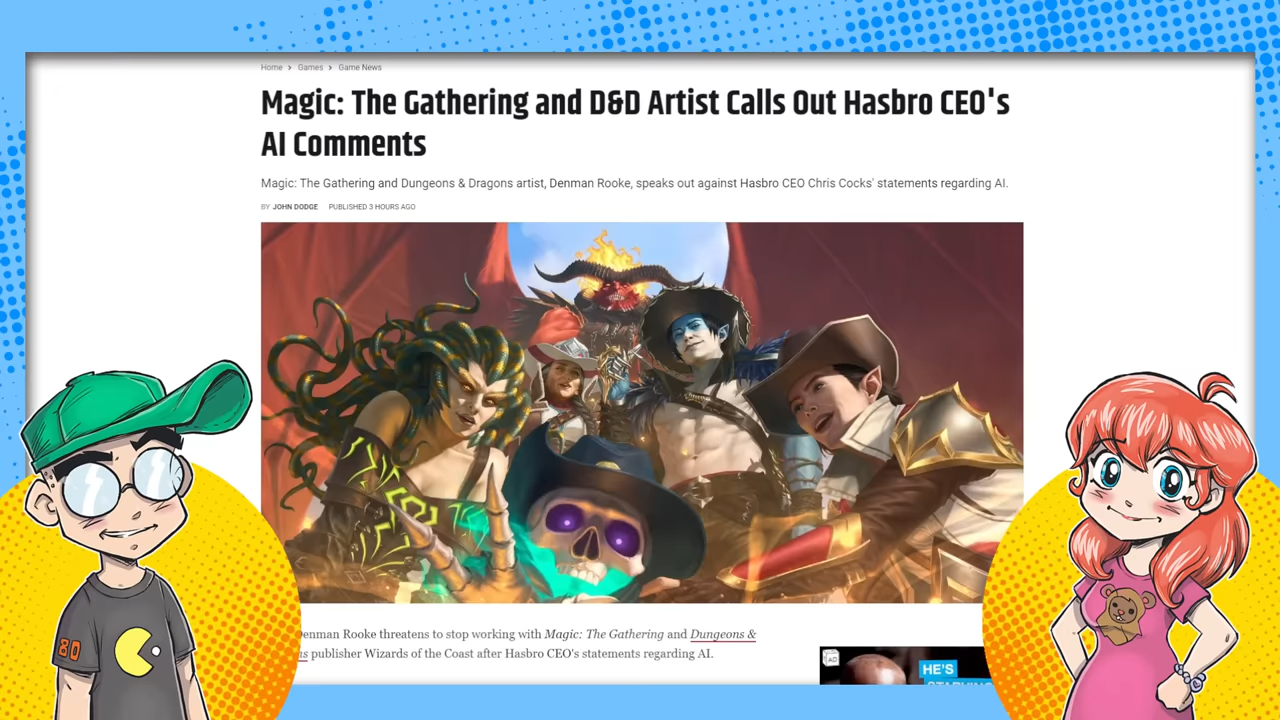 Home > Games > Game News
Magic: The Gathering and D&D Artist Calls Out Hasbro CEO's
AI Comments
Magic: The Gathering and Dungeons & Dragons artist, Denman Rooke, speaks out against Hasbro CEO Chris Cocks' statements regarding AI.
BY JOHN DODGE PUBLISHED 3 HOURS AGO
Denman Rooke threatens to stop working with Magic: The Gathering and Dungeons &
publisher Wizards of the Coast after Hasbro CEO's statements regarding AI.
AD
HE'S
80